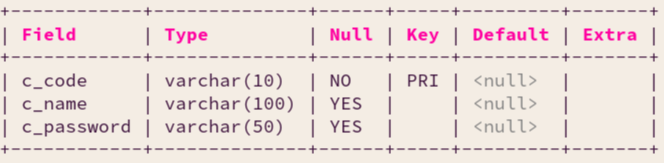 +------------+--------------+------+-----+---------+-------+
| Field      | Type         | Null | Key | Default | Extra |
+------------+--------------+------+-----+---------+-------+
| c_code     | varchar(10)  | NO   | PRI | <null>  |       |
| c_name     | varchar(100) | YES  |     | <null>  |       |
| c_password | varchar(50)  | YES  |     | <null>  |       |
+------------+--------------+------+-----+---------+-------+